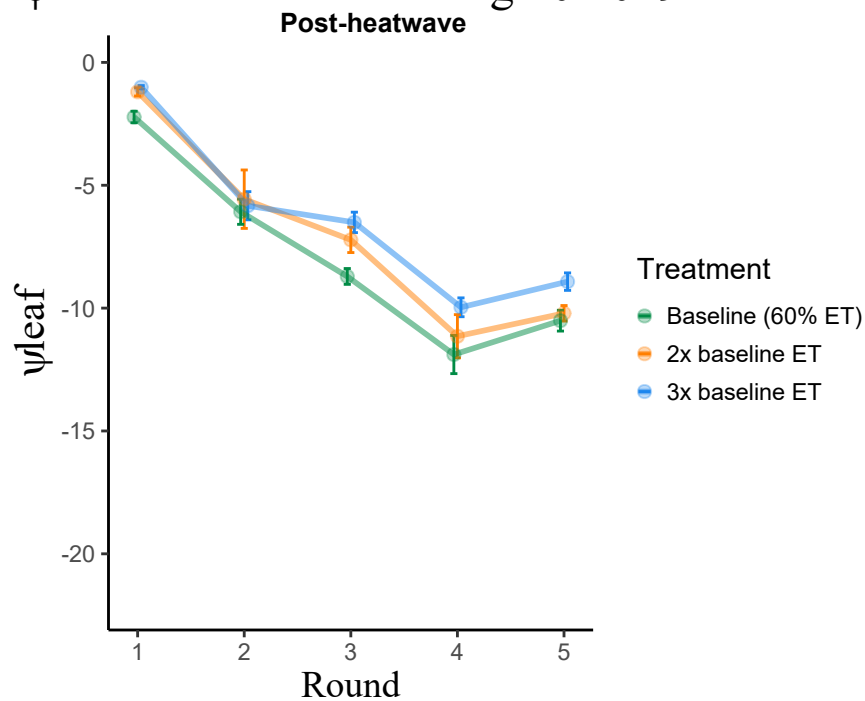 Post-heatwave
0
-5
-10
-15
-20
ψleaf
1 2 3 4 5
Round
Treatment
Baseline (60% ET)
2x baseline ET
3x baseline ET